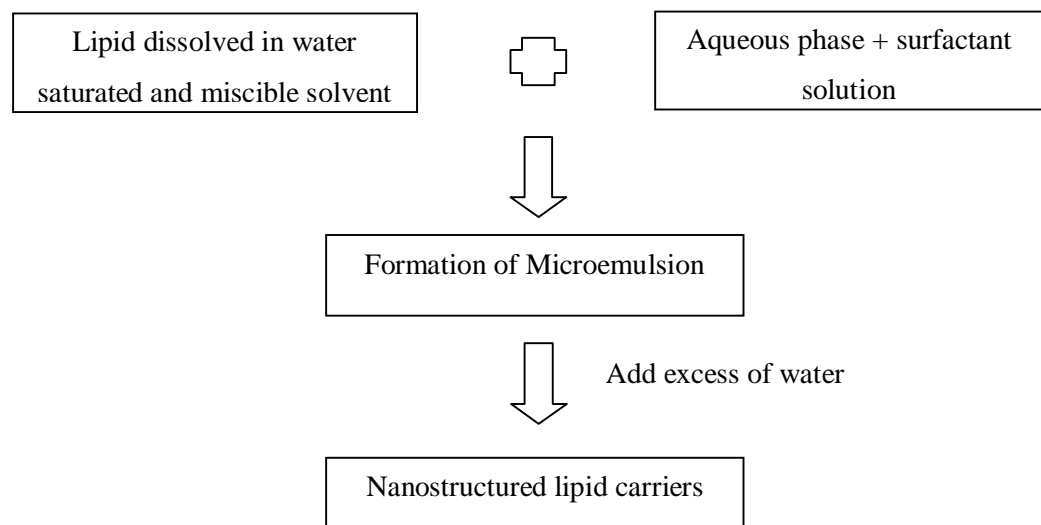 Lipid dissolved in water
saturated and miscible solvent
Aqueous phase + surfactant
solution
Formation of Microemulsion
Add excess of water
Nanostructured lipid carriers